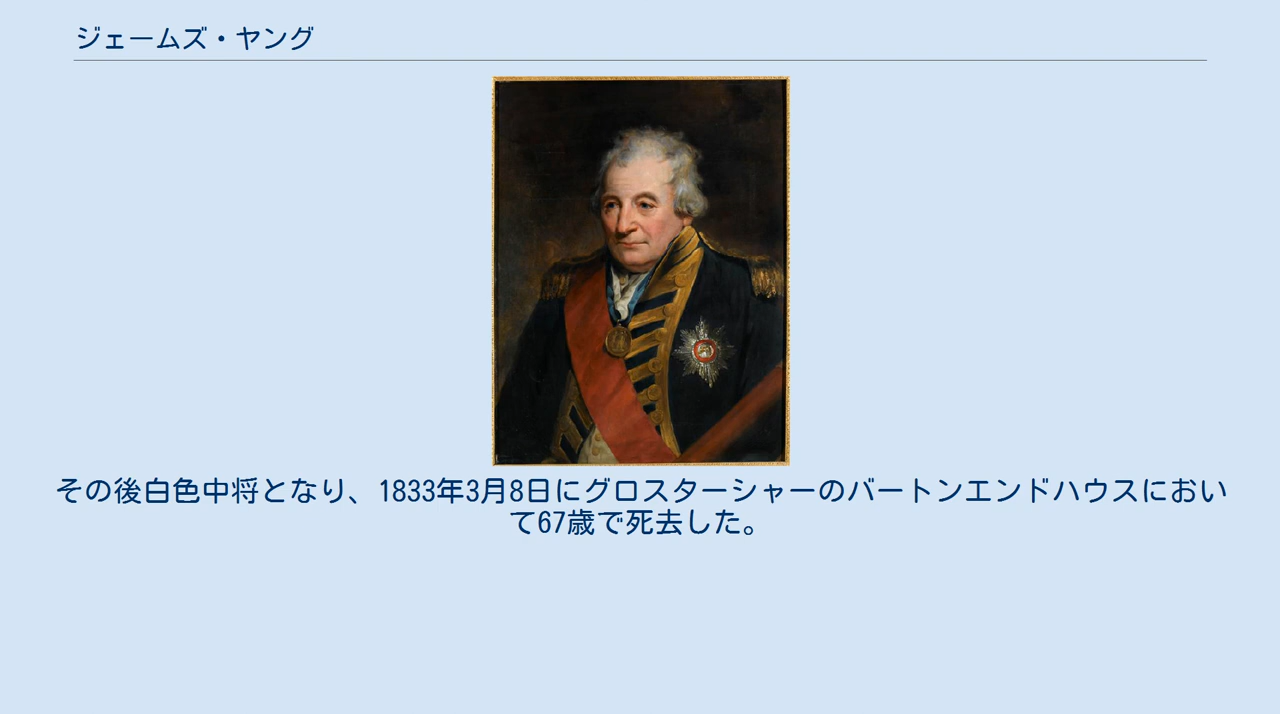 ジェームズ・ヤング
その後白色中将となり、1833年3月8日にグロスターシャーのバートンエンドハウスにおい
て67歳で死去した。